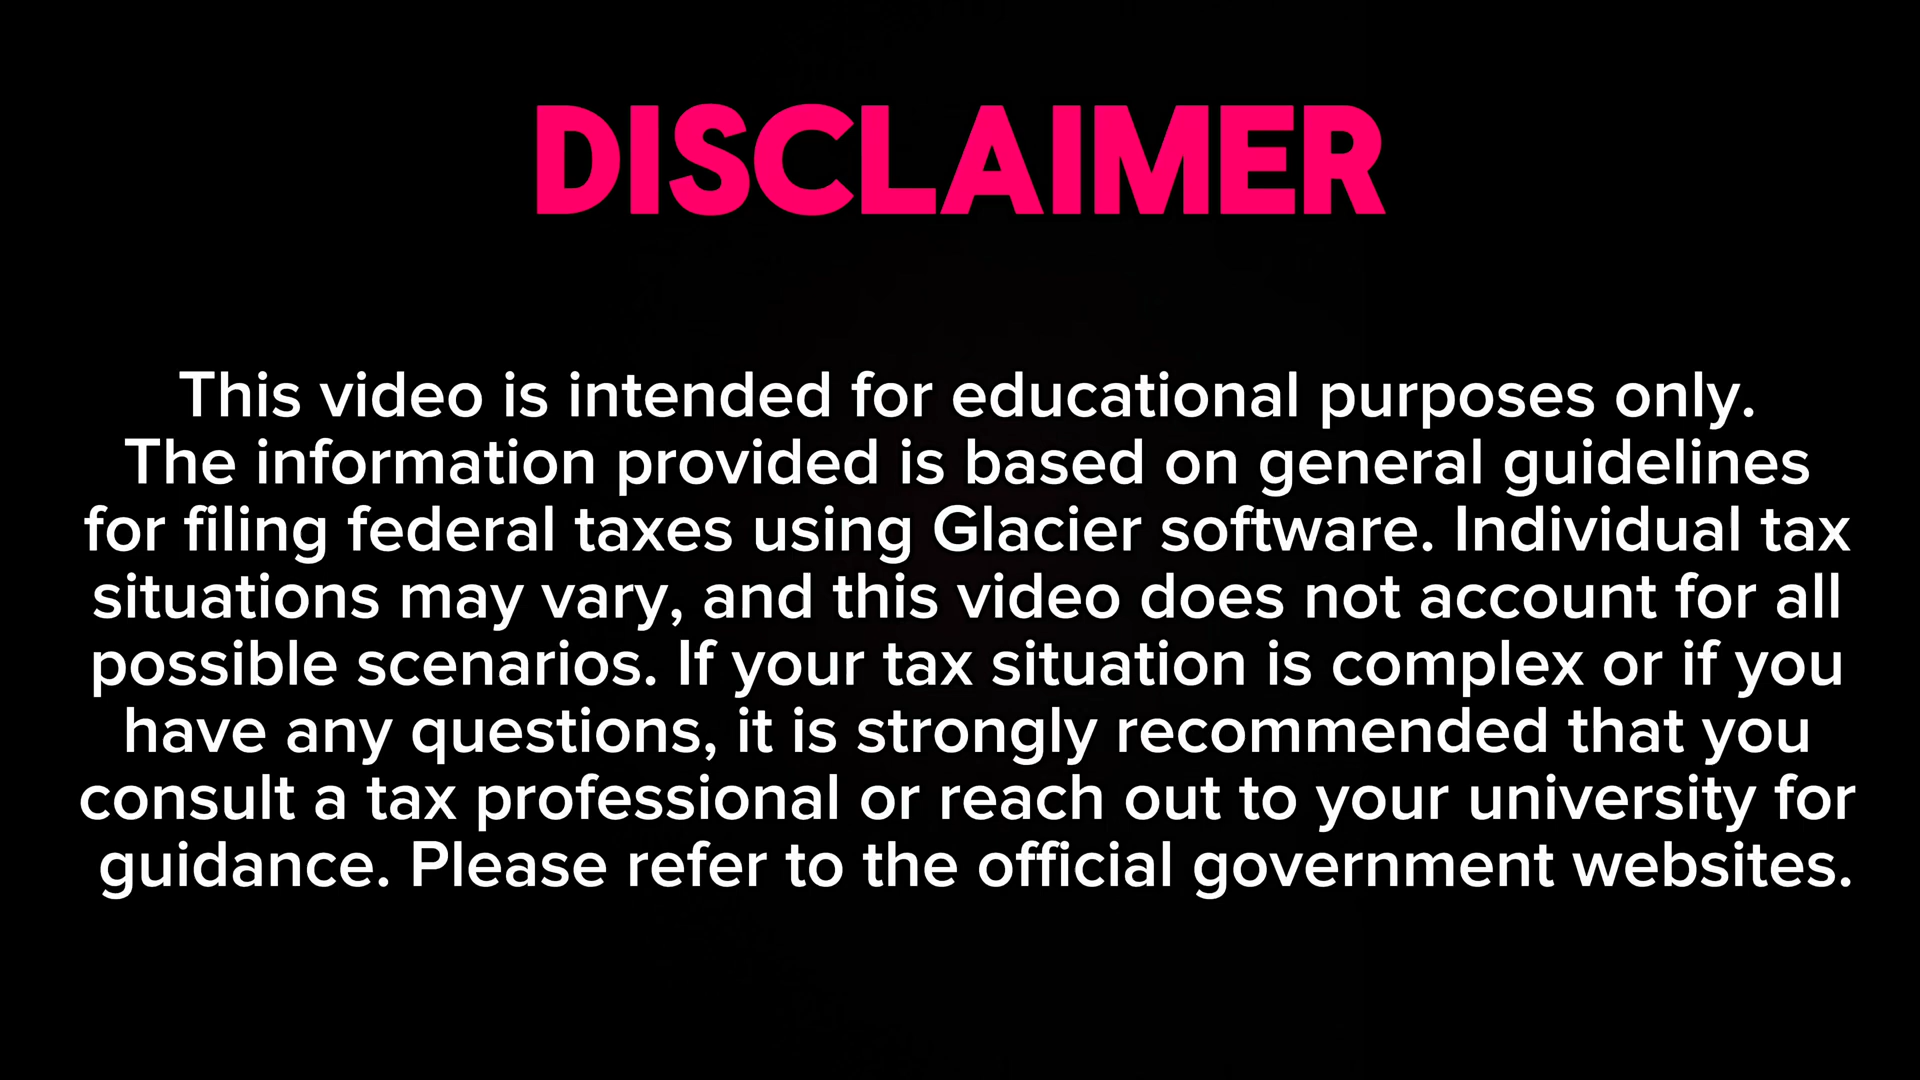 DISCLAIMER
This video is intended for educational purposes only.
The information provided is based on general guidelines
for filing federal taxes using Glacier software. Individual tax
situations may vary, and this video does not account for all
possible scenarios. If your tax situation is complex or if you
have any questions, it is strongly recommended that you
consult a tax professional or reach out to your university for
guidance. Please refer to the official government websites.